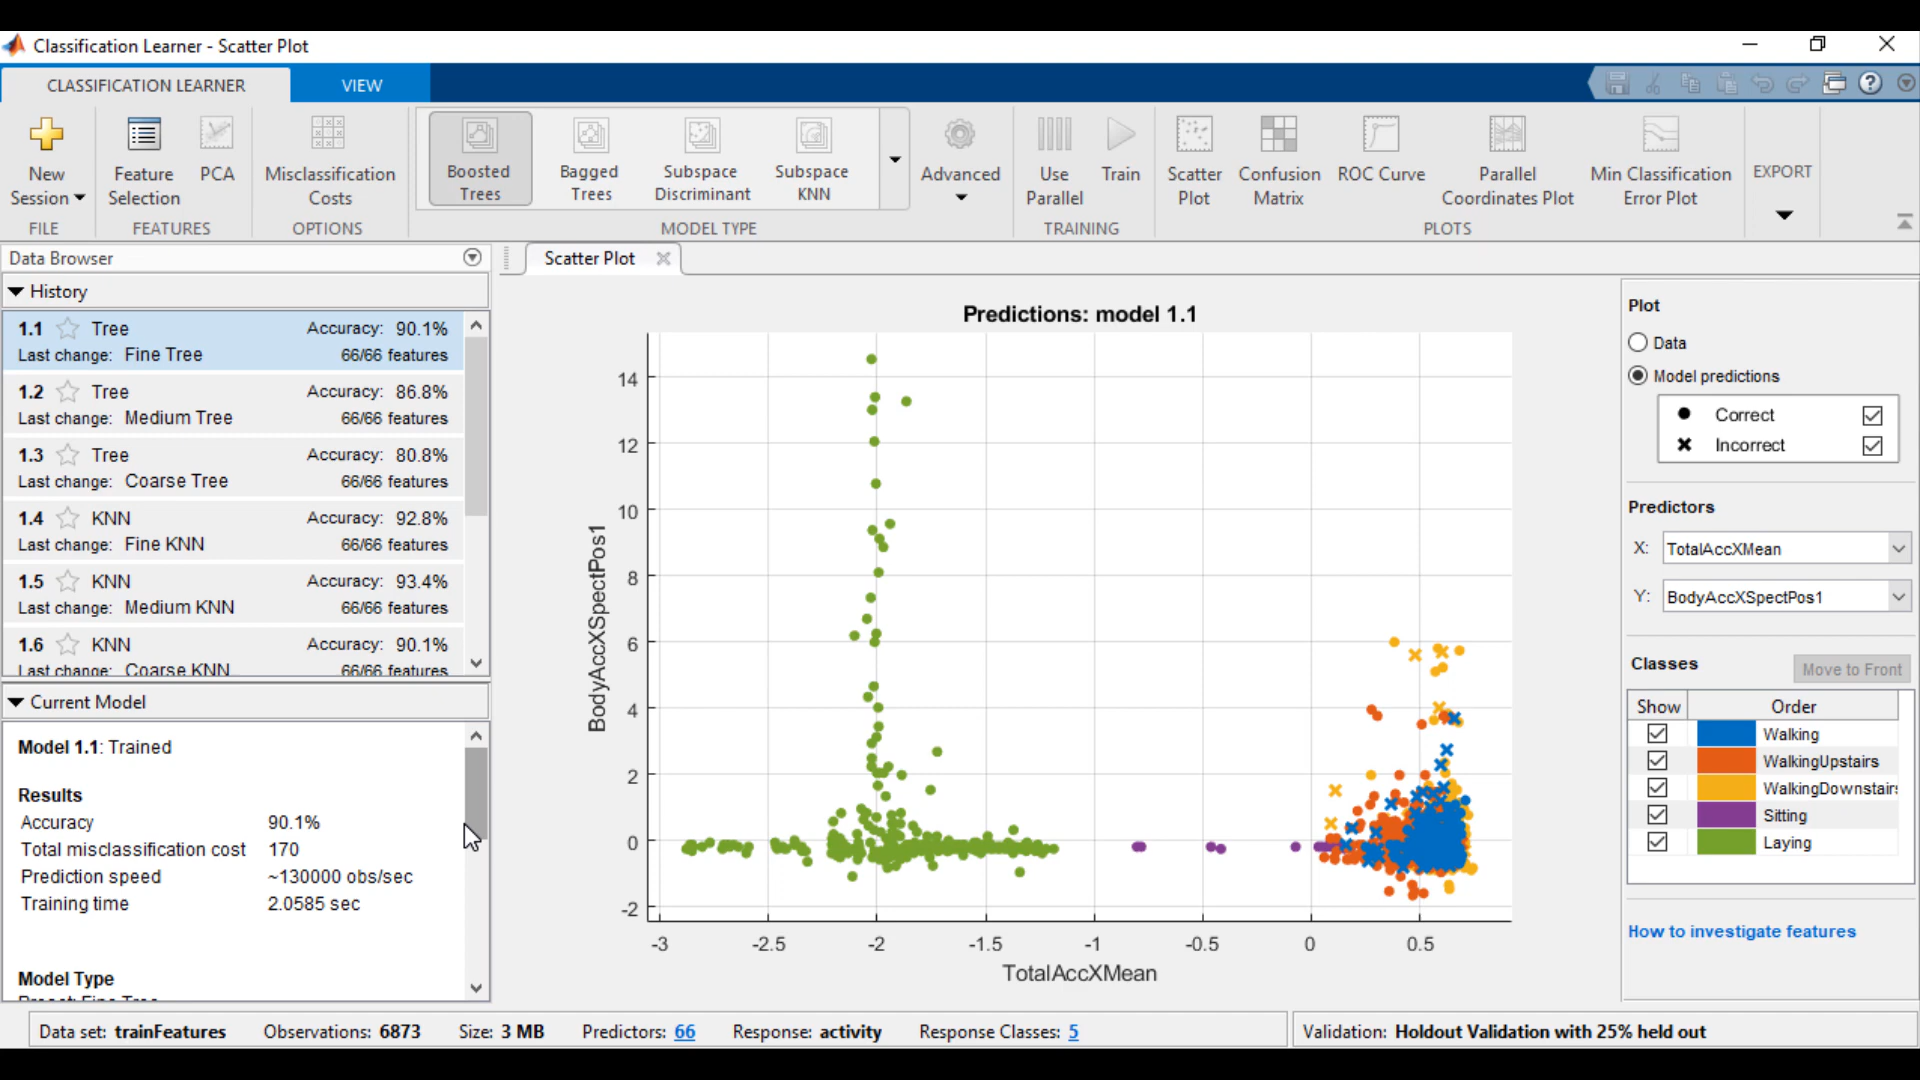 Classification Learner - Scatter Plot
CLASSIFICATION LEARNER
VIEW
New Session
Feature Selection
PCA
Misclassification Costs
Boosted Trees
Bagged Trees
Subspace Discriminant
Subspace KNN
Advanced
Use Parallel
Train
Scatter Plot
Confusion Matrix
ROC Curve
Parallel Coordinates Plot
Min Classification Error Plot
EXPORT
FILE
FEATURES
OPTIONS
MODEL TYPE
TRAINING
PLOTS
Data Browser
History
1.1 Tree Accuracy: 90.1%
Last change: Fine Tree 66/66 features
1.2 Tree Accuracy: 86.8%
Last change: Medium Tree 66/66 features
1.3 Tree Accuracy: 80.8%
Last change: Coarse Tree 66/66 features
1.4 KNN Accuracy: 92.8%
Last change: Fine KNN 66/66 features
1.5 KNN Accuracy: 93.4%
Last change: Medium KNN 66/66 features
1.6 KNN Accuracy: 90.1%
Last change: Coarse KNN 66/66 features
Current Model
Model 1.1: Trained
Results
Accuracy 90.1%
Total misclassification cost 170
Prediction speed ~130000 obs/sec
Training time 2.0585 sec
Model Type
Preset: Fine Tree
Scatter Plot
Predictions: model 1.1
BodyAccXSpectPos1
14
12
10
8
6
4
2
0
-2
-3 -2.5 -2 -1.5 -1 -0.5 0 0.5
TotalAccXMean
Plot
Data
Model predictions
Correct
Incorrect
Predictors
X: TotalAccXMean
Y: BodyAccXSpectPos1
Classes
Move to Front
Show Order
Walking
WalkingUpstairs
WalkingDownstairs
Sitting
Laying
How to investigate features
Data set: trainFeatures Observations: 6873 Size: 3 MB Predictors: 66 Response: activity Response Classes: 5
Validation: Holdout Validation with 25% held out